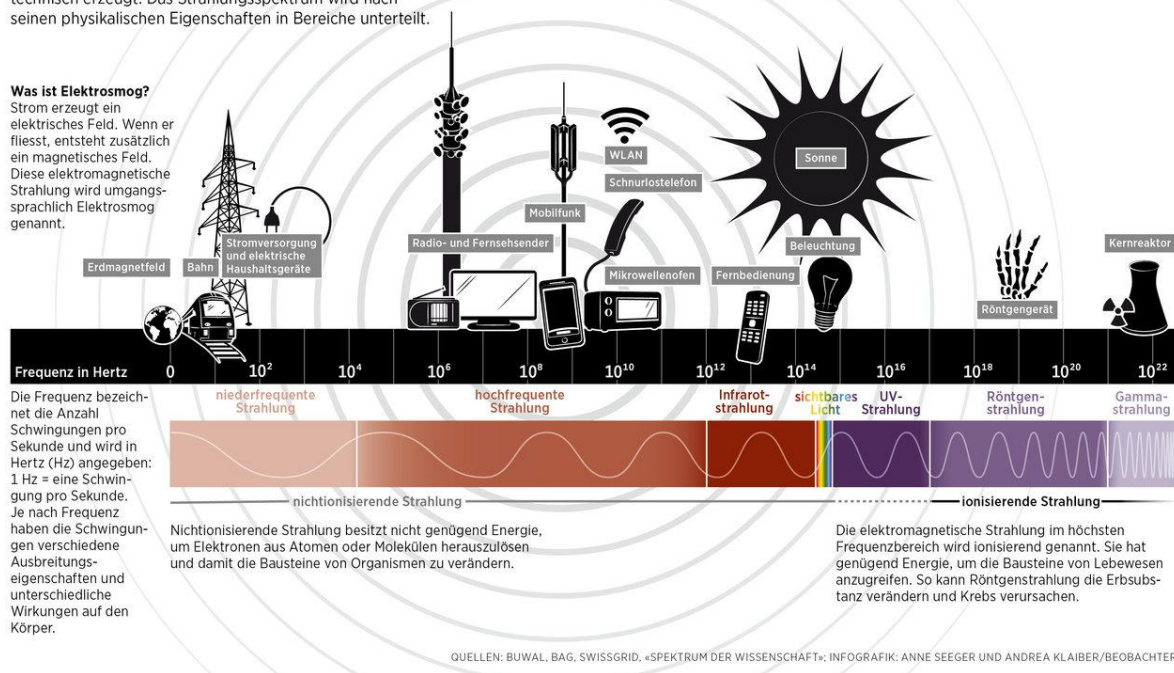 technisch erzeugt. Das Strahlungsspektrum wird nach
seinen physikalischen Eigenschaften in Bereiche unterteilt.
Was ist Elektrosmog?
Strom erzeugt ein
elektrisches Feld. Wenn er
fliesst, entsteht zusätzlich
ein magnetisches Feld.
Diese elektromagnetische
Strahlung wird umgangs-
sprachlich Elektrosmog
genannt.
Erdmagnetfeld
Bahn
Stromversorgung
und elektrische
Haushaltsgeräte
Radio- und Fernsehsender
Mobilfunk
WLAN
Schnurlostelefon
Mikrowellenofen
Fernbedienung
Sonne
Beleuchtung
Röntgengerät
Kernreaktor
Frequenz in Hertz 0 10² 10⁴ 10⁶ 10⁸ 10¹⁰ 10¹² 10¹⁴ 10¹⁶ 10¹⁸ 10²⁰ 10²²
niederfrequente
Strahlung
hochfrequente
Strahlung
Infrarot-
strahlung
sichtbares
Licht
UV-
Strahlung
Röntgen-
strahlung
Gamma-
strahlung
nichtionisierende Strahlung
ionisierende Strahlung
Die Frequenz bezeich-
net die Anzahl
Schwingungen pro
Sekunde und wird in
Hertz (Hz) angegeben:
1 Hz = eine Schwin-
gung pro Sekunde.
Je nach Frequenz
haben die Schwingun-
gen verschiedene
Ausbreitungs-
eigenschaften und
unterschiedliche
Wirkungen auf den
Körper.
Nichtionisierende Strahlung besitzt nicht genügend Energie,
um Elektronen aus Atomen oder Molekülen herauszulösen
und damit die Bausteine von Organismen zu verändern.
Die elektromagnetische Strahlung im höchsten
Frequenzbereich wird ionisierend genannt. Sie hat
genügend Energie, um die Bausteine von Lebewesen
anzugreifen. So kann Röntgenstrahlung die Erbsubs-
tanz verändern und Krebs verursachen.
QUELLEN: BUWAL, BAG, SWISSGRID, «SPEKTRUM DER WISSENSCHAFT»; INFOGRAFIK: ANNE SEEGER UND ANDREA KLAIBER/BEOBACHTER